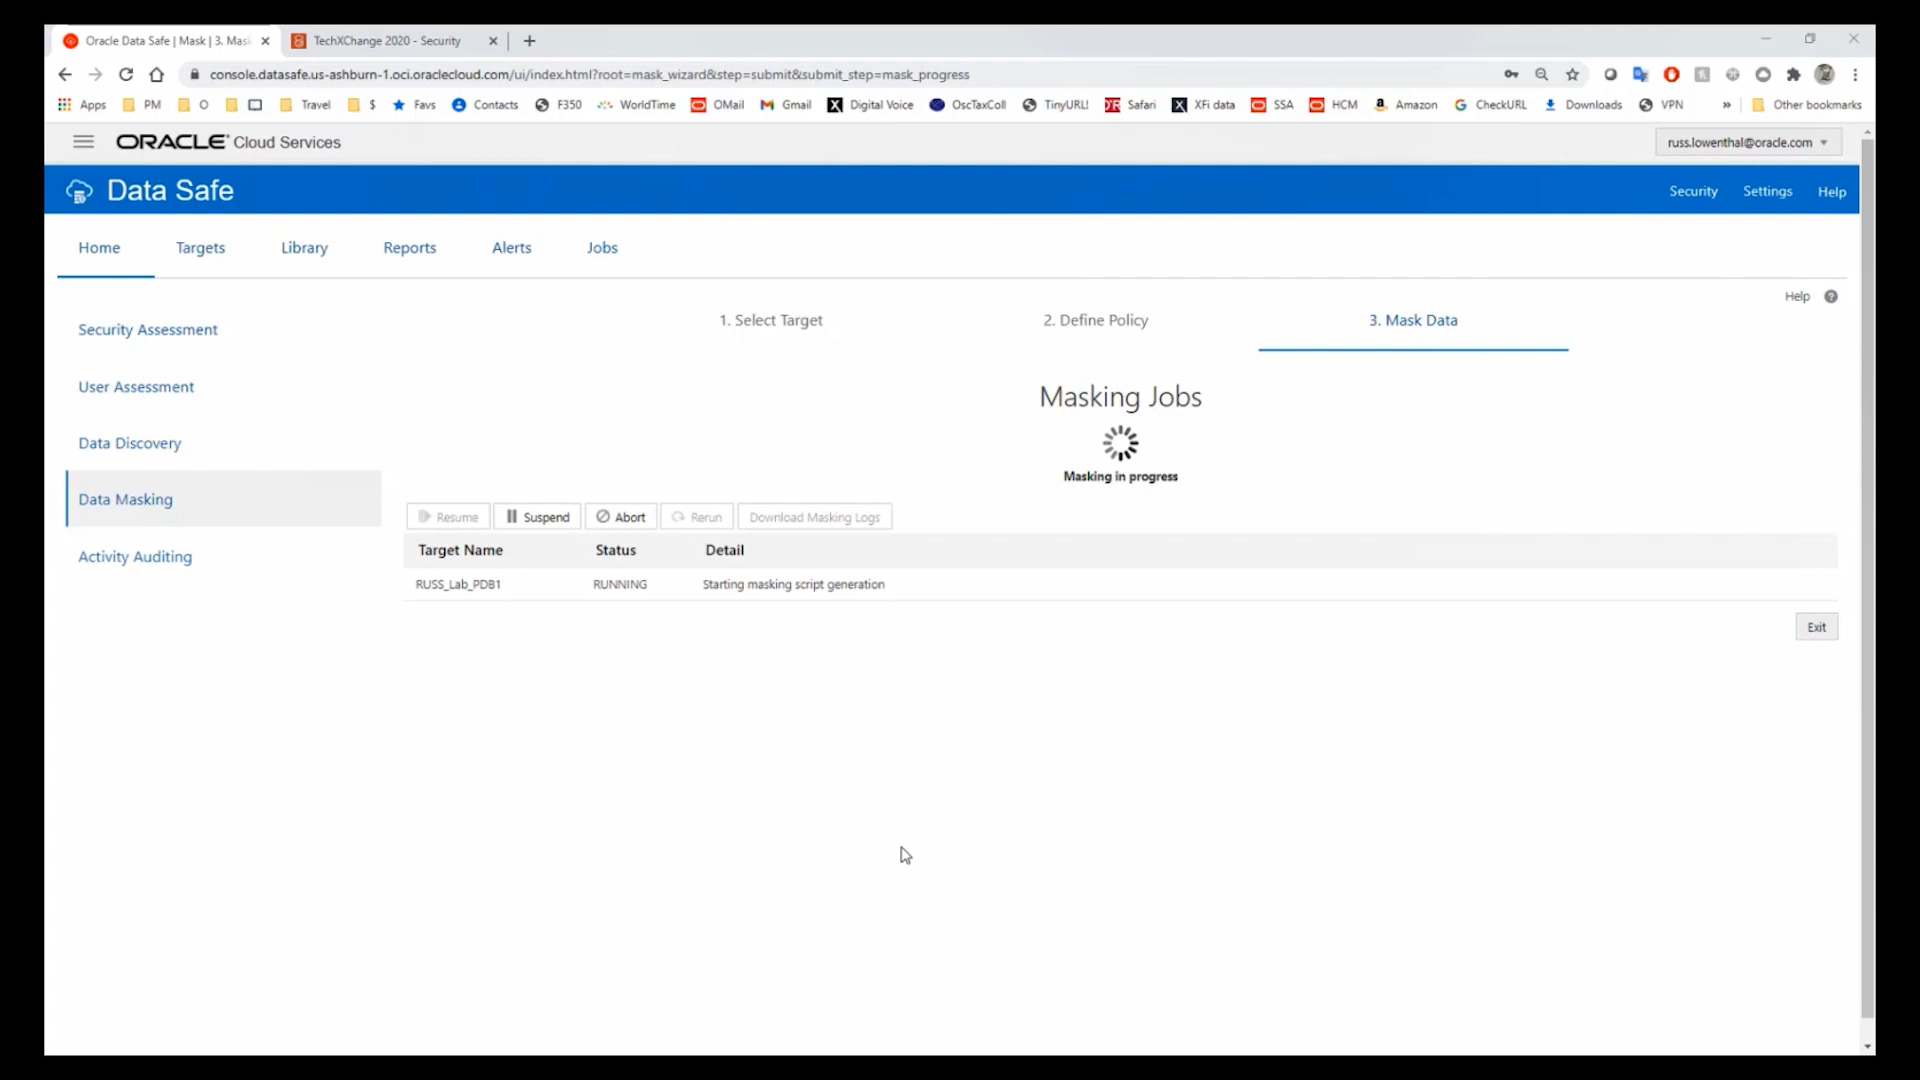 Oracle Data Safe | Mask | 3. Mas
TechXChange 2020 - Security
console.datasafe.us-ashburn-1.oci.oraclecloud.com/ui/index.html?root=mask_wizard&step=submit&submit_step=mask_progress
Apps PM O Travel $ Favs Contacts F350 WorldTime OMail Gmail Digital Voice OscTaxColl TinyURL! Safari XFi data SSA HCM Amazon CheckURL Downloads VPN » Other bookmarks
ORACLE Cloud Services
russ.lowenthal@oracle.com
Data Safe
Security Settings Help
Home Targets Library Reports Alerts Jobs
Help
1. Select Target 2. Define Policy 3. Mask Data
Security Assessment
User Assessment
Data Discovery
Data Masking
Activity Auditing
Masking Jobs
Masking in progress
Resume Suspend Abort Rerun Download Masking Logs
Target Name Status Detail
RUSS_Lab_PDB1 RUNNING Starting masking script generation
Exit